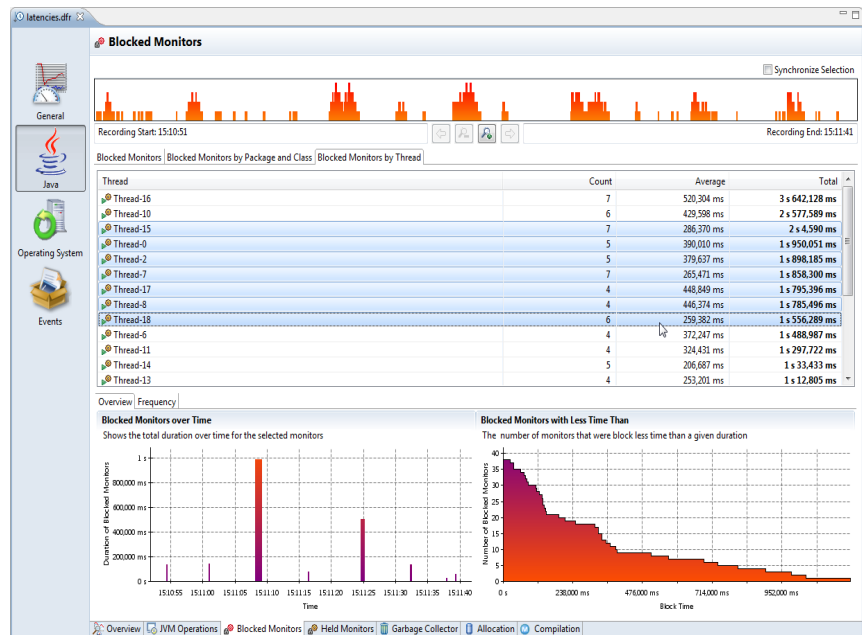 latencies.dfr
Blocked Monitors
Synchronize Selection
General
Java
Operating System
Events
Recording Start: 15:10:51
Recording End: 15:11:41
Blocked Monitors Blocked Monitors by Package and Class Blocked Monitors by Thread
Thread Count Average Total
Thread-16 7 520,304 ms 3 s 642,128 ms
Thread-10 6 429,598 ms 2 s 577,589 ms
Thread-15 7 286,370 ms 2 s 4,590 ms
Thread-0 5 390,010 ms 1 s 950,051 ms
Thread-2 5 379,637 ms 1 s 898,185 ms
Thread-7 7 265,471 ms 1 s 858,300 ms
Thread-17 4 448,849 ms 1 s 795,396 ms
Thread-8 4 446,374 ms 1 s 785,496 ms
Thread-18 6 259,382 ms 1 s 556,289 ms
Thread-6 4 372,247 ms 1 s 488,987 ms
Thread-11 4 324,431 ms 1 s 297,722 ms
Thread-14 5 206,687 ms 1 s 33,433 ms
Thread-13 4 253,201 ms 1 s 12,805 ms
Overview Frequency
Blocked Monitors over Time
Shows the total duration over time for the selected monitors
Duration of Blocked Monitors
1 s
800,000 ms
600,000 ms
400,000 ms
200,000 ms
0 s
15:10:55 15:11:00 15:11:05 15:11:10 15:11:15 15:11:20 15:11:25 15:11:30 15:11:35 15:11:40
Time
Blocked Monitors with Less Time Than
The number of monitors that were block less time than a given duration
Number of Blocked Monitors
40
35
30
25
20
15
10
5
0
0 s 238,000 ms 476,000 ms 714,000 ms 952,000 ms
Block Time
Overview JVM Operations Blocked Monitors Held Monitors Garbage Collector Allocation Compilation